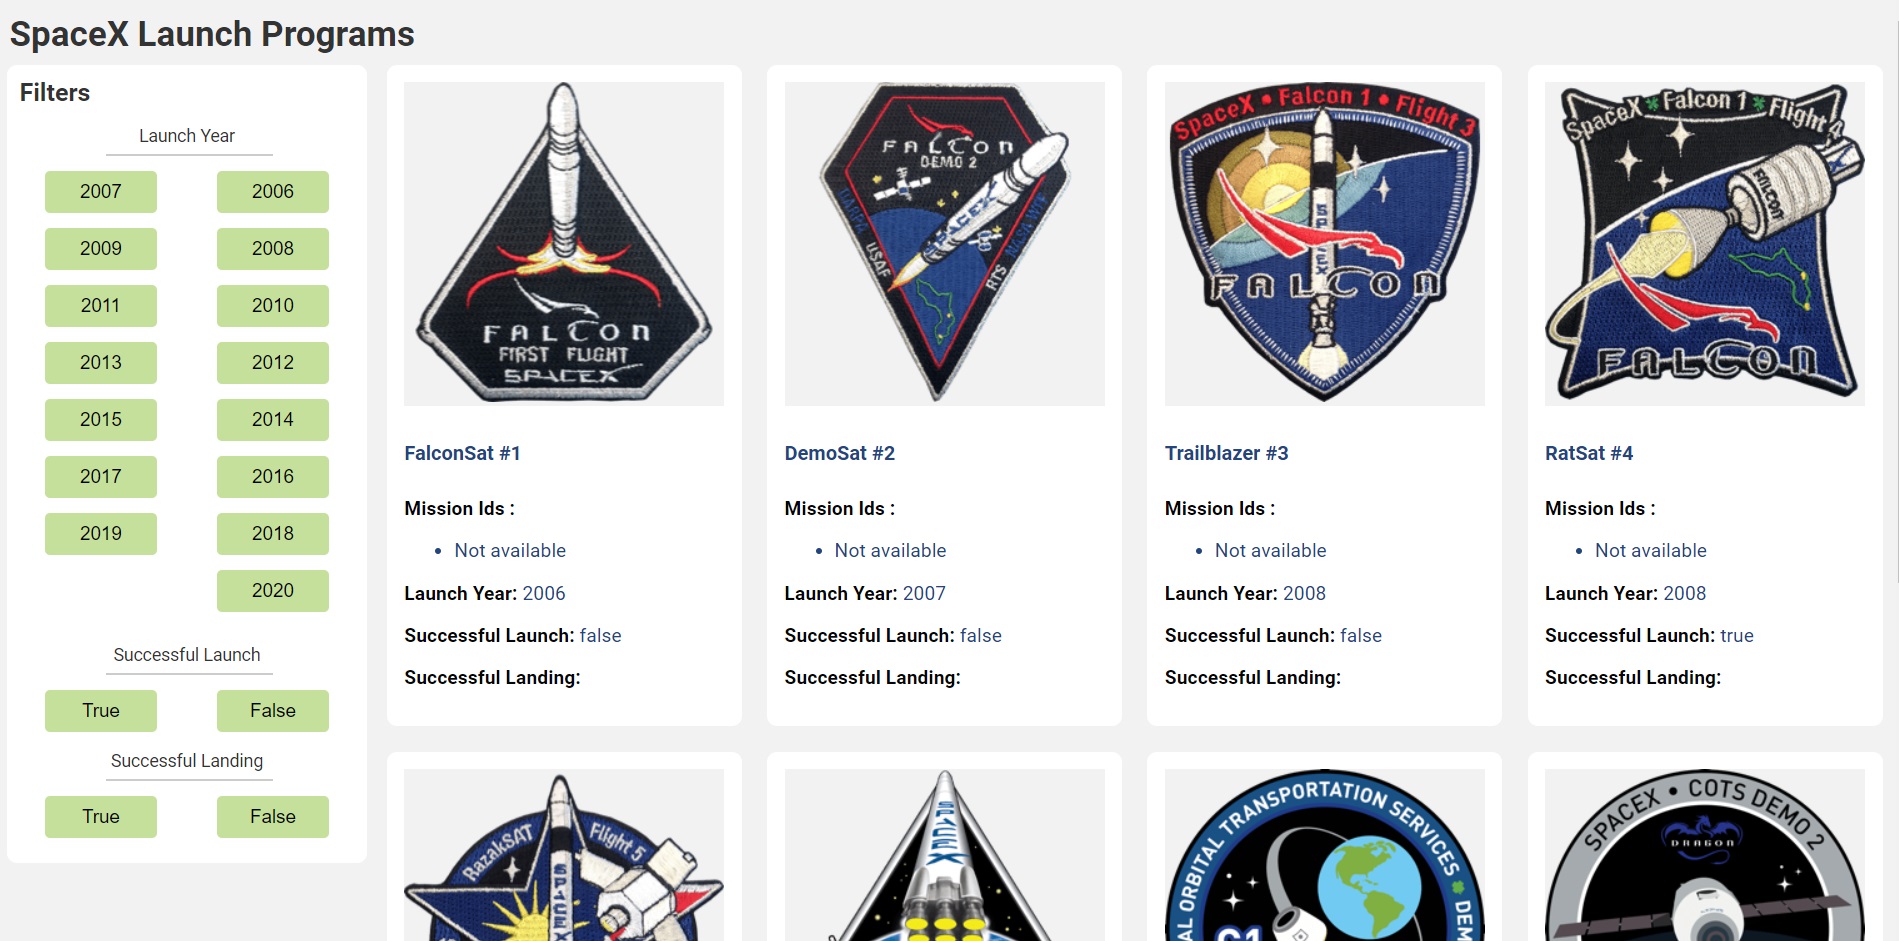 SpaceX Launch Programs
Filters
Launch Year
2007
2006
2009
2008
2011
2010
2013
2012
2015
2014
2017
2016
2019
2018
2020
Successful Launch
True
False
Successful Landing
True
False
FALCON
FIRST FLIGHT
SPACEX
FalconSat #1
Mission Ids :
• Not available
Launch Year: 2006
Successful Launch: false
Successful Landing:
FALCON
DEMO 2
SPACEX
USAF
RTS
DemoSat #2
Mission Ids :
• Not available
Launch Year: 2007
Successful Launch: false
Successful Landing:
SpaceX • Falcon 1 • Flight 3
SPACEX
FALCON
Trailblazer #3
Mission Ids :
• Not available
Launch Year: 2008
Successful Launch: false
Successful Landing:
SpaceX Falcon 1 Flight 4
FALCON
FALCON
RatSat #4
Mission Ids :
• Not available
Launch Year: 2008
Successful Launch: true
Successful Landing:
RazakSAT
Flight 5
SPACEX
SPACEX
AL ORBITAL TRANSPORTATION SERVICES DEM
C1
SPACEX • COTS DEMO 2
DRAGON